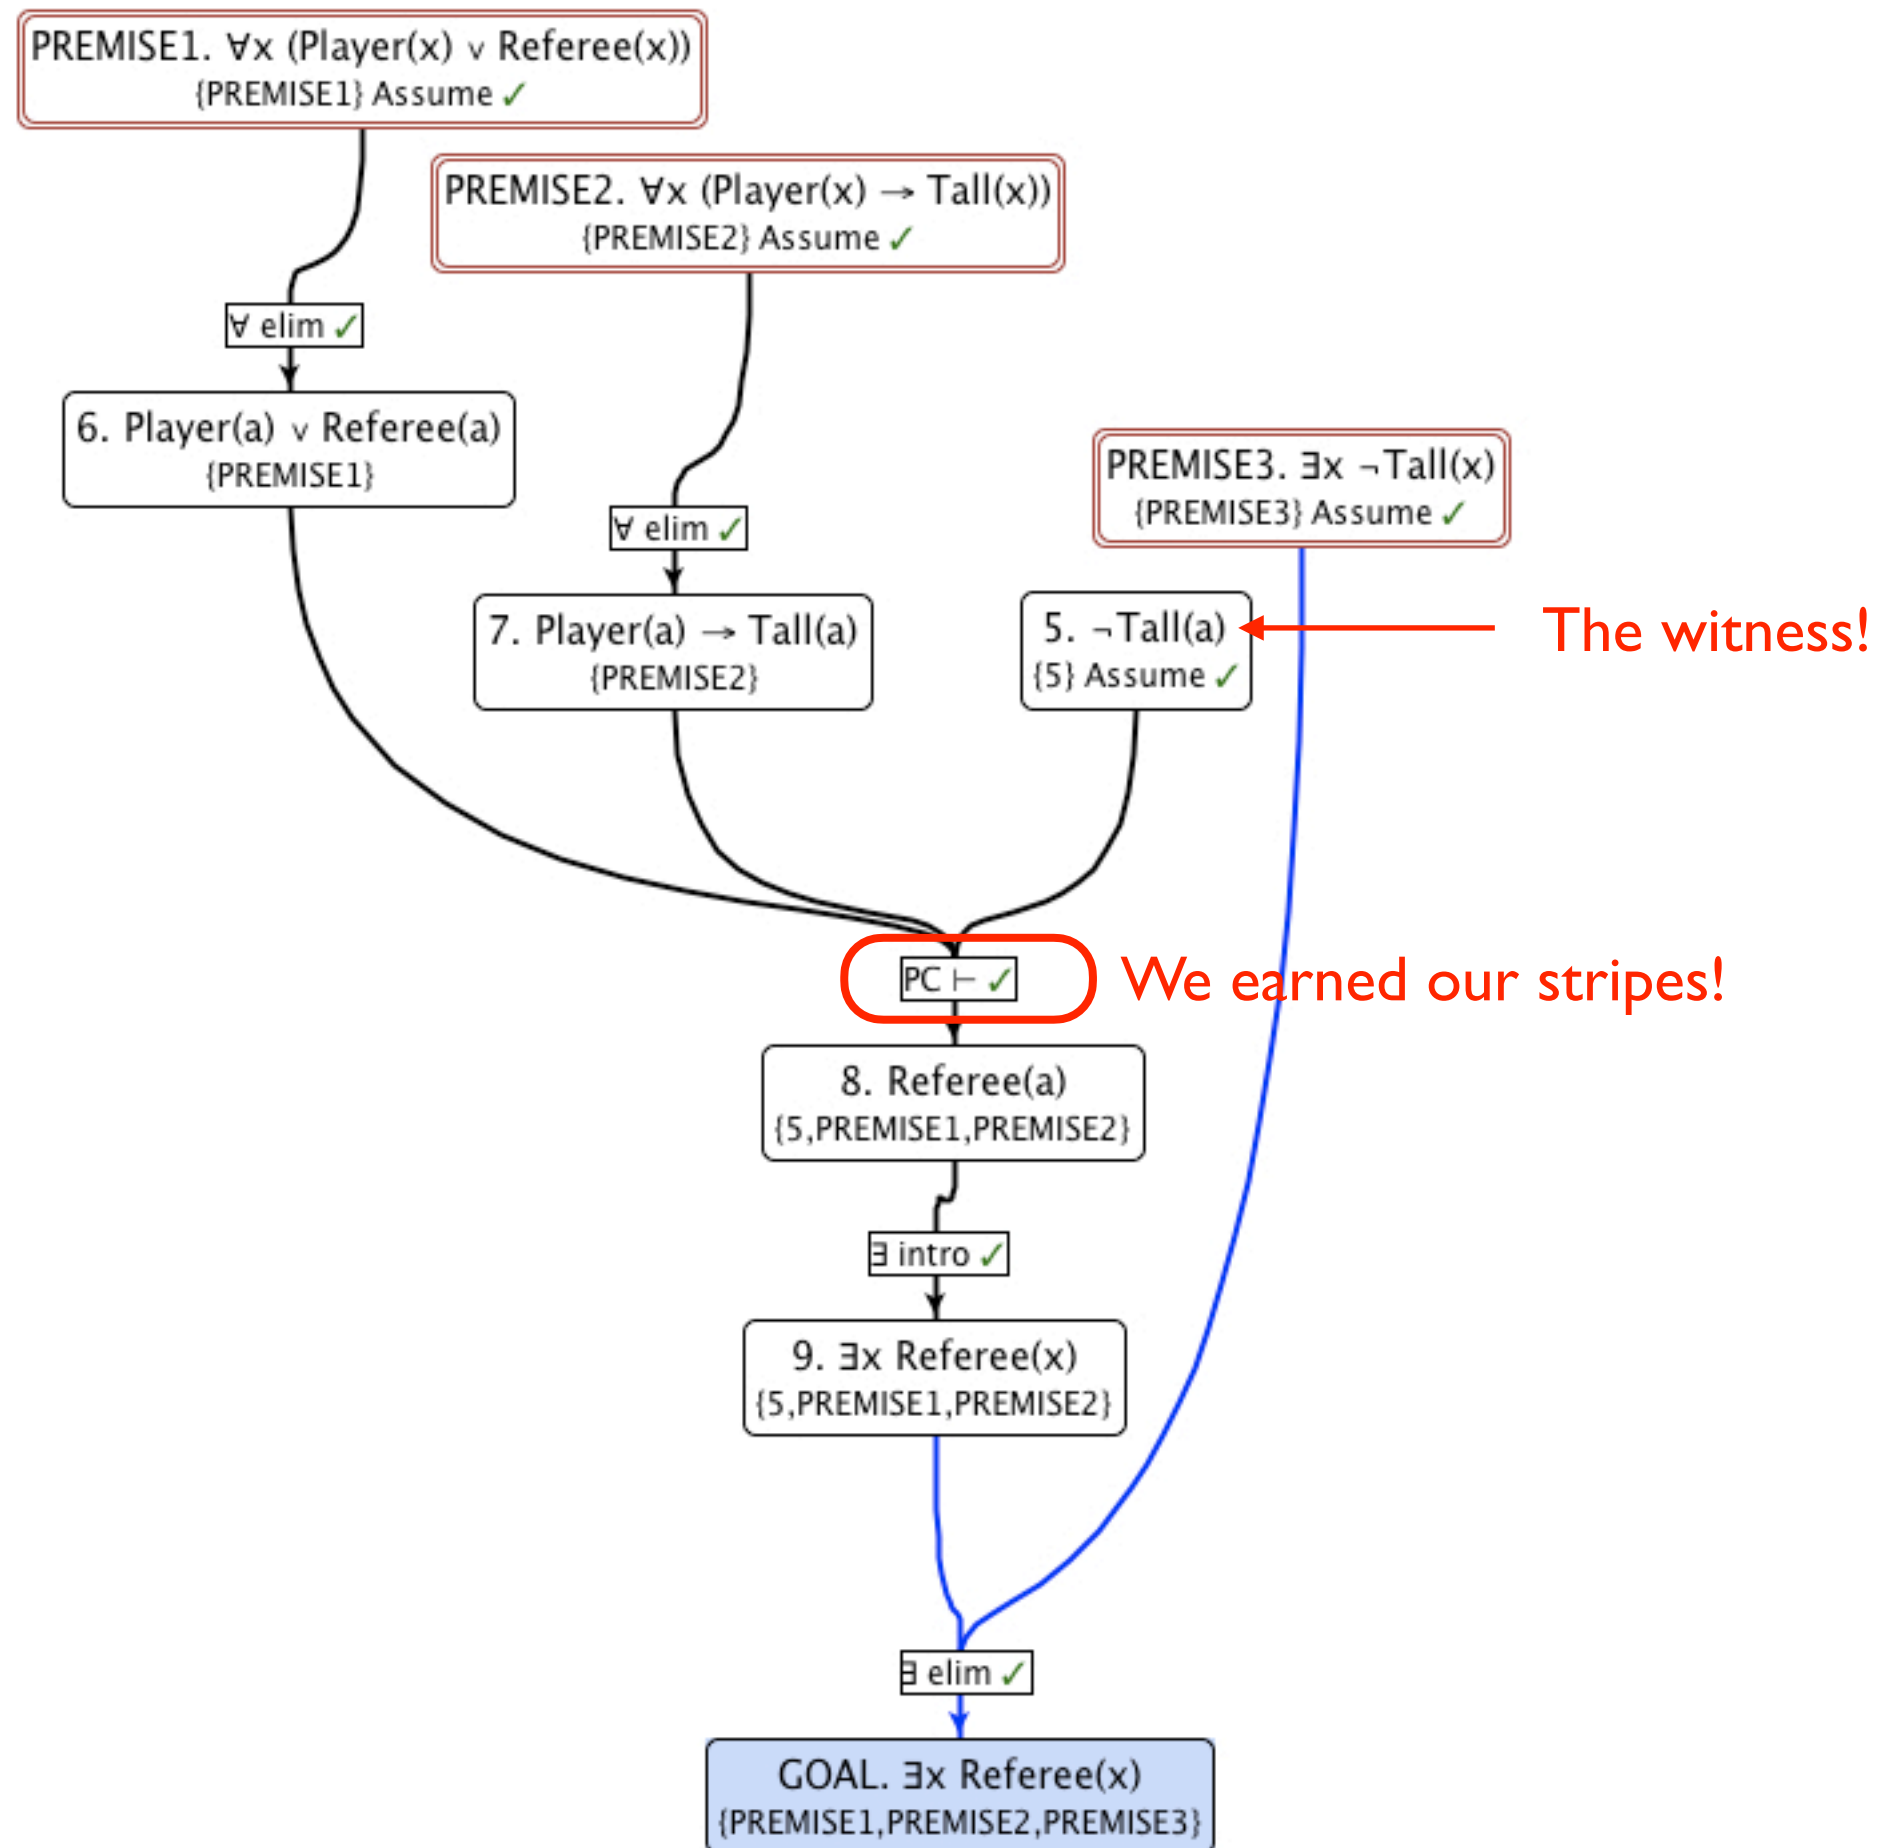 PREMISE1. ∀x (Player(x) ∨ Referee(x))
{PREMISE1} Assume ✓
PREMISE2. ∀x (Player(x) → Tall(x))
{PREMISE2} Assume ✓
∀ elim ✓
6. Player(a) ∨ Referee(a)
{PREMISE1}
PREMISE3. ∃x ¬Tall(x)
{PREMISE3} Assume ✓
∀ elim ✓
7. Player(a) → Tall(a)
{PREMISE2}
5. ¬Tall(a)
{5} Assume ✓
The witness!
PC ⊢ ✓
We earned our stripes!
8. Referee(a)
{5,PREMISE1,PREMISE2}
∃ intro ✓
9. ∃x Referee(x)
{5,PREMISE1,PREMISE2}
∃ elim ✓
GOAL. ∃x Referee(x)
{PREMISE1,PREMISE2,PREMISE3}